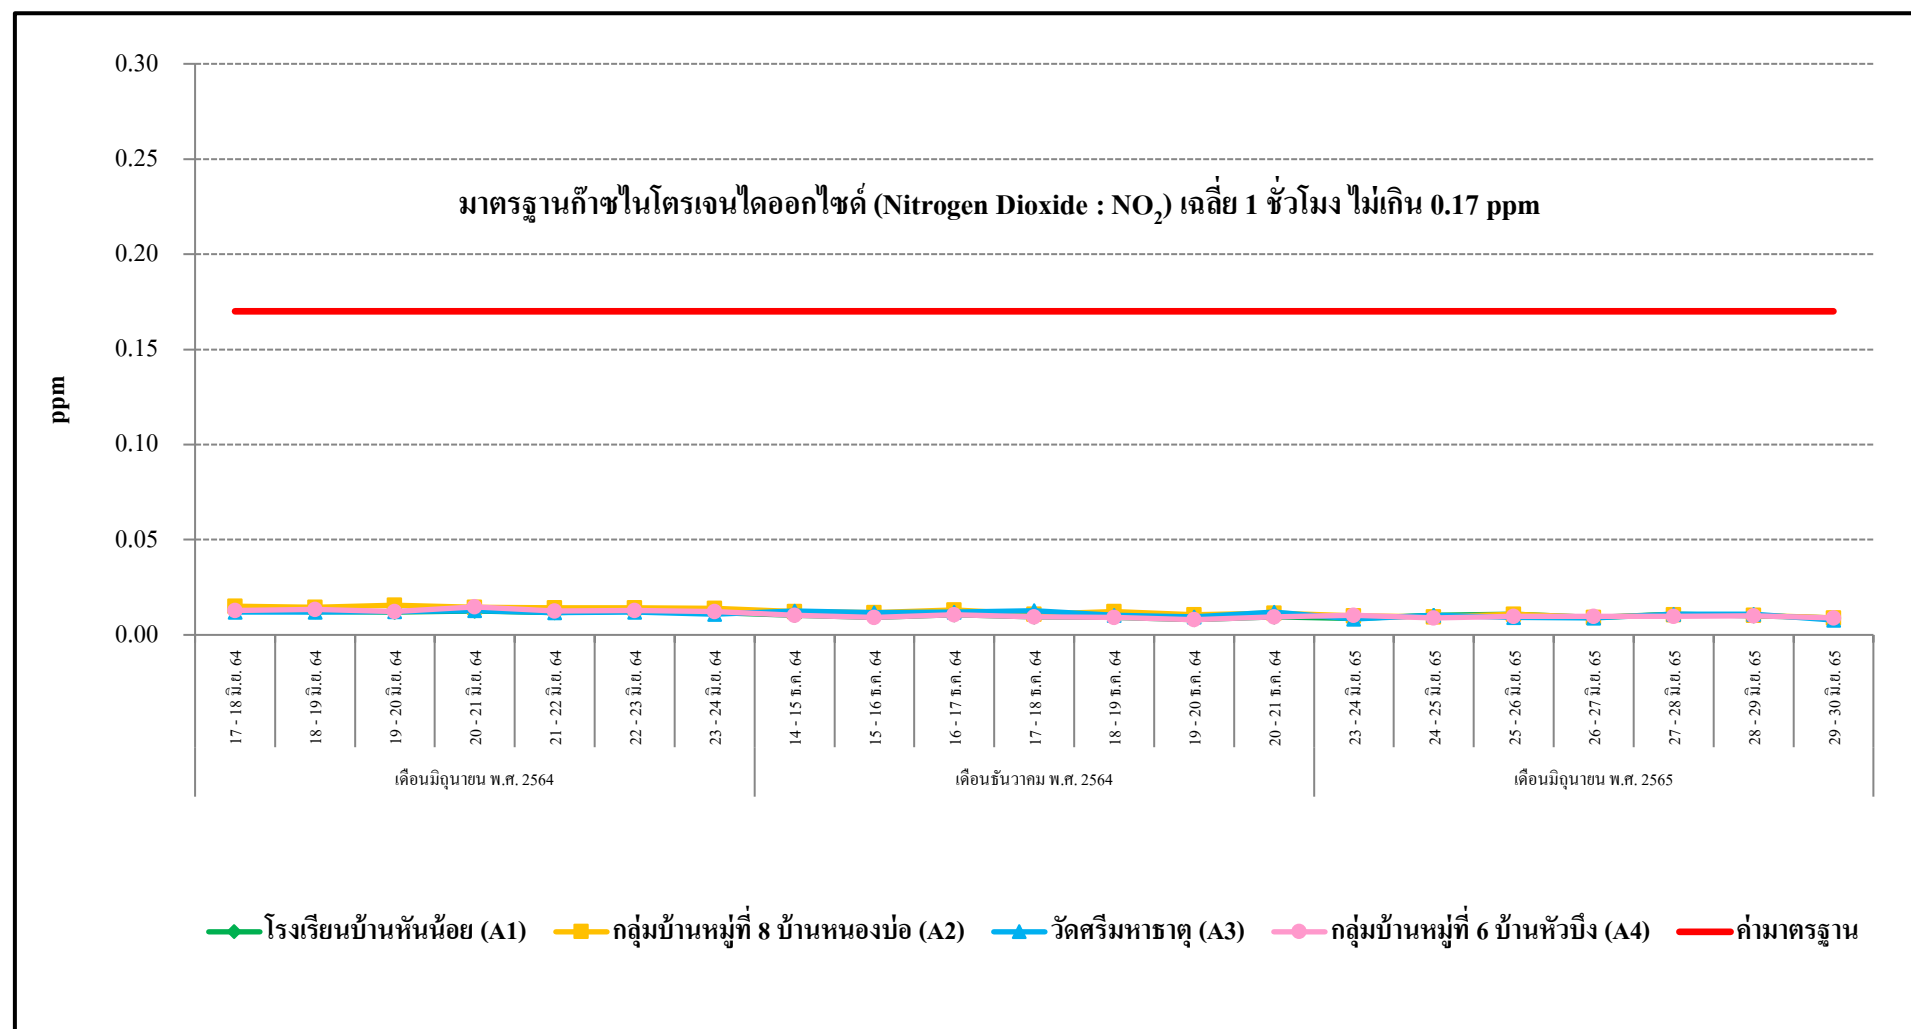 0.30
0.25
มาตรฐานก๊าซไนโตรเจนไดออกไซด์ (Nitrogen Dioxide : NO₂) เฉลี่ย 1 ชั่วโมง ไม่เกิน 0.17 ppm
0.20
0.15
ppm
0.10
0.05
0.00
17 - 18 มิ.ย. 64
18 - 19 มิ.ย. 64
19 - 20 มิ.ย. 64
20 - 21 มิ.ย. 64
21 - 22 มิ.ย. 64
22 - 23 มิ.ย. 64
23 - 24 มิ.ย. 64
14 - 15 ธ.ค. 64
15 - 16 ธ.ค. 64
16 - 17 ธ.ค. 64
17 - 18 ธ.ค. 64
18 - 19 ธ.ค. 64
19 - 20 ธ.ค. 64
20 - 21 ธ.ค. 64
23 - 24 มิ.ย. 65
24 - 25 มิ.ย. 65
25 - 26 มิ.ย. 65
26 - 27 มิ.ย. 65
27 - 28 มิ.ย. 65
28 - 29 มิ.ย. 65
29 - 30 มิ.ย. 65
เดือนมิถุนายน พ.ศ. 2564
เดือนธันวาคม พ.ศ. 2564
เดือนมิถุนายน พ.ศ. 2565
โรงเรียนบ้านหันน้อย (A1)
กลุ่มบ้านหมู่ที่ 8 บ้านหนองบ่อ (A2)
วัดศรีมหาธาตุ (A3)
กลุ่มบ้านหมู่ที่ 6 บ้านหัวบึง (A4)
ค่ามาตรฐาน